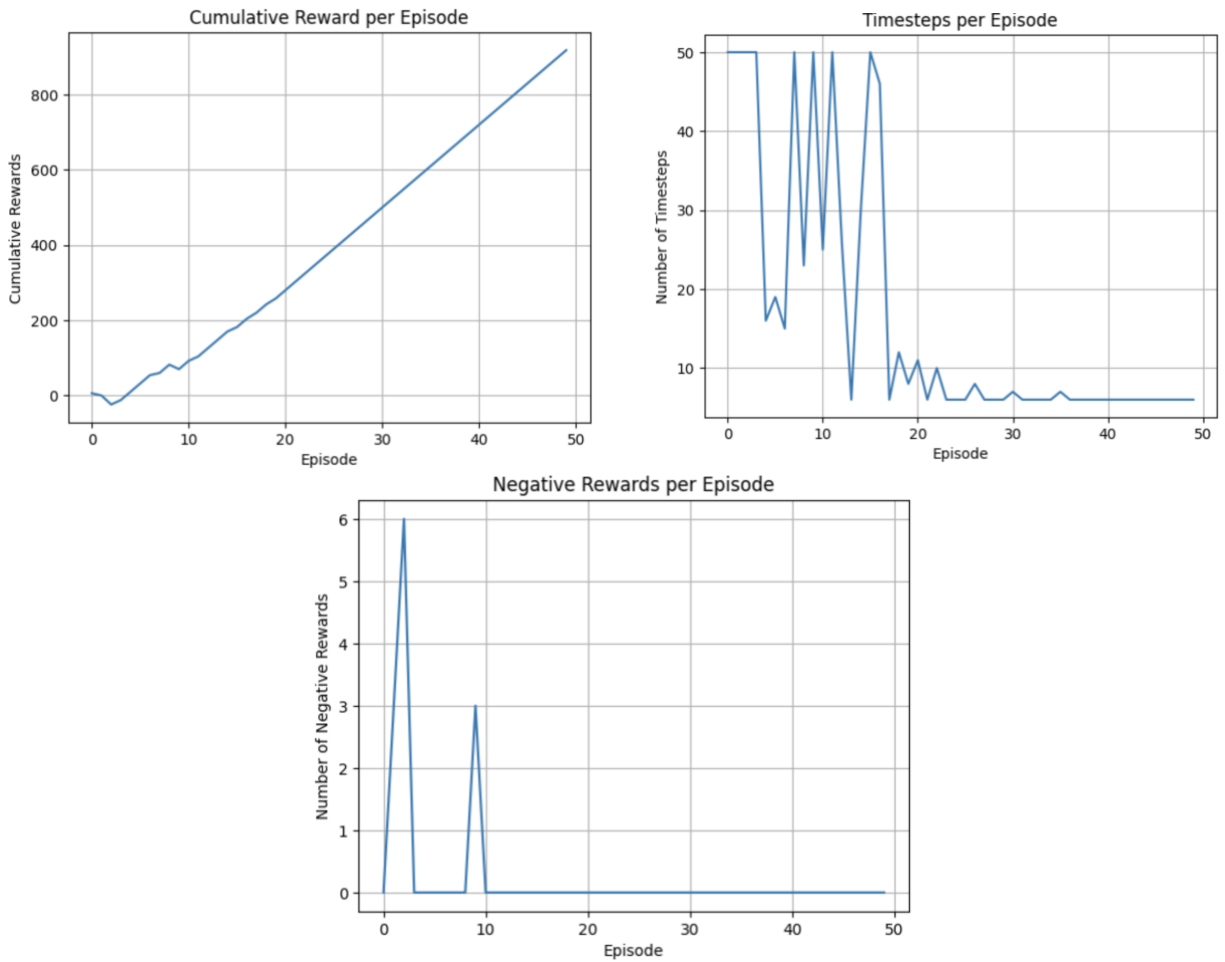 Cumulative Reward per Episode
Cumulative Rewards
800
600
400
200
0
0 10 20 30 40 50
Episode
Timesteps per Episode
Number of Timesteps
50
40
30
20
10
0 10 20 30 40 50
Episode
Negative Rewards per Episode
Number of Negative Rewards
6
5
4
3
2
1
0
0 10 20 30 40 50
Episode